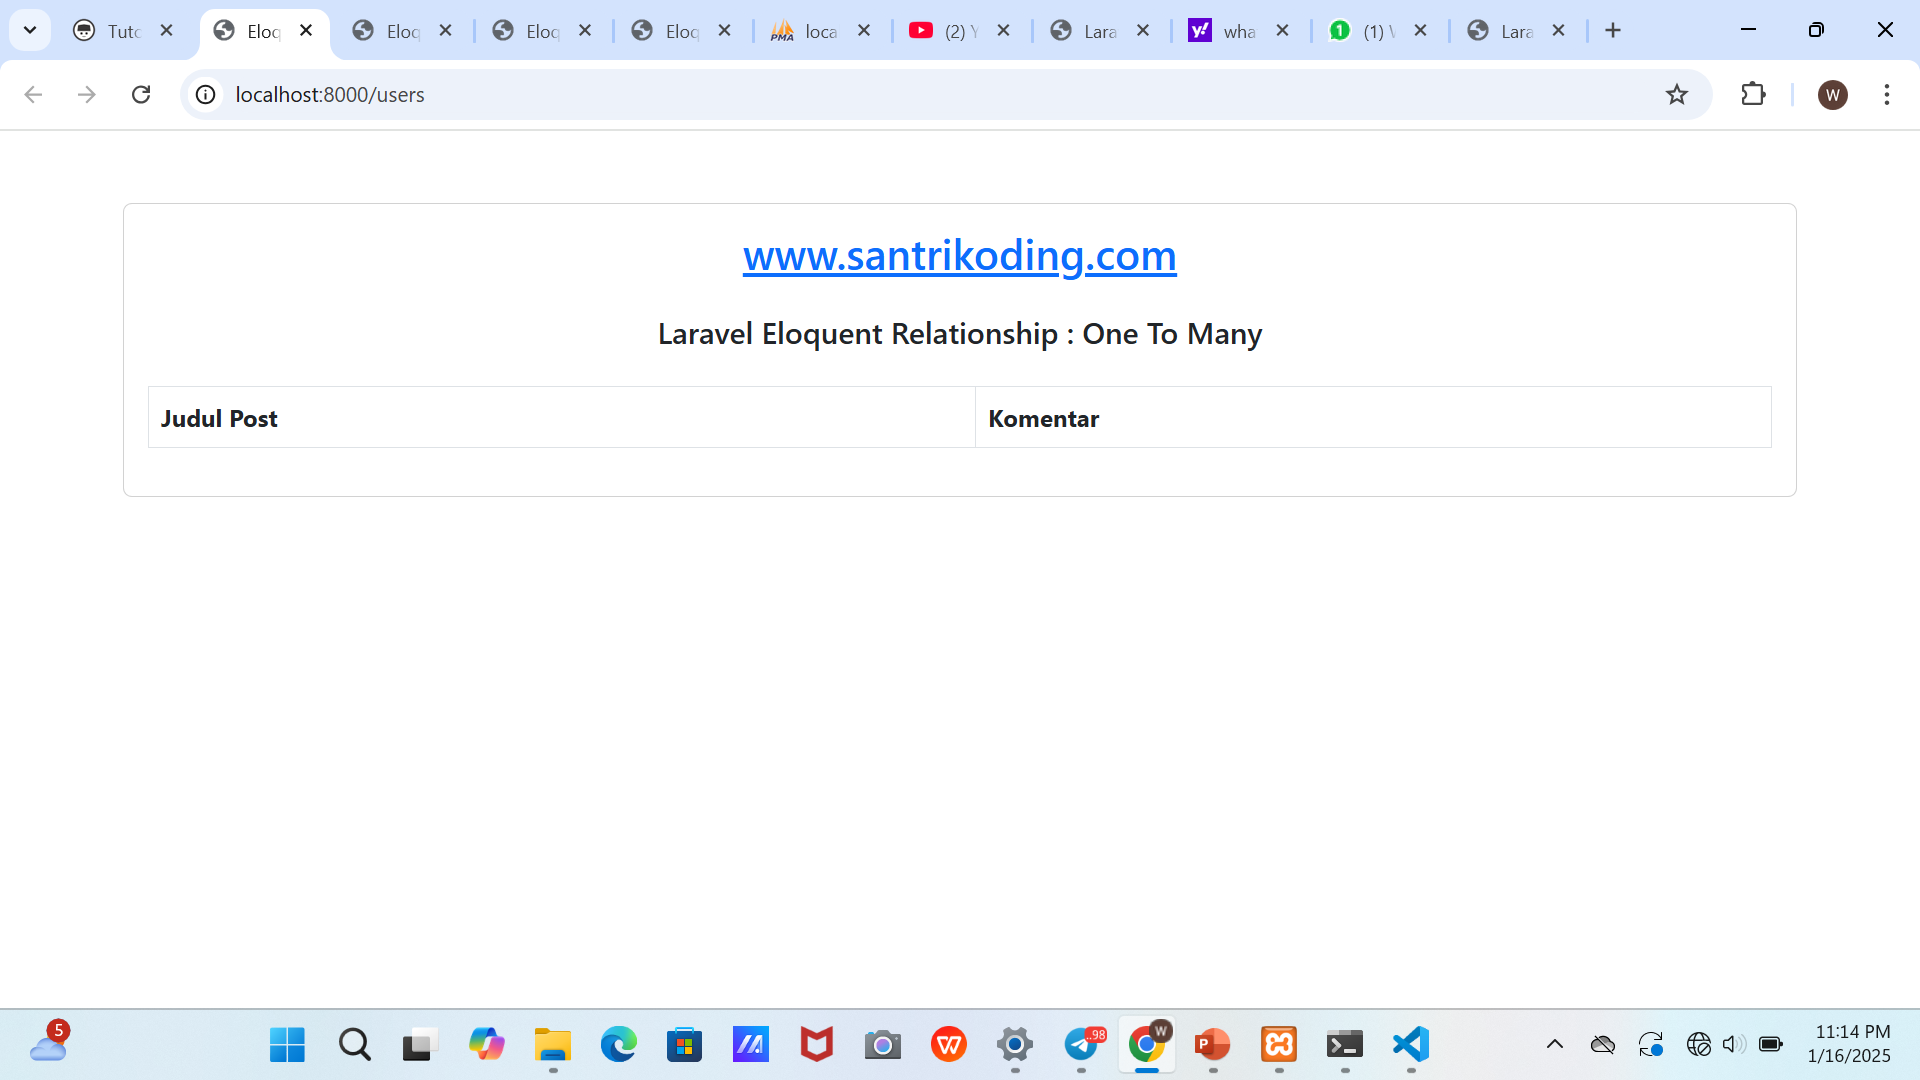 Tuto
Eloq
Eloq
Eloq
Eloq
loca
(2) Y
Lara
wha
(1) W
Lara
localhost:8000/users
W
www.santrikoding.com
Laravel Eloquent Relationship : One To Many
Judul Post
Komentar
5
..98
W
11:14 PM
1/16/2025